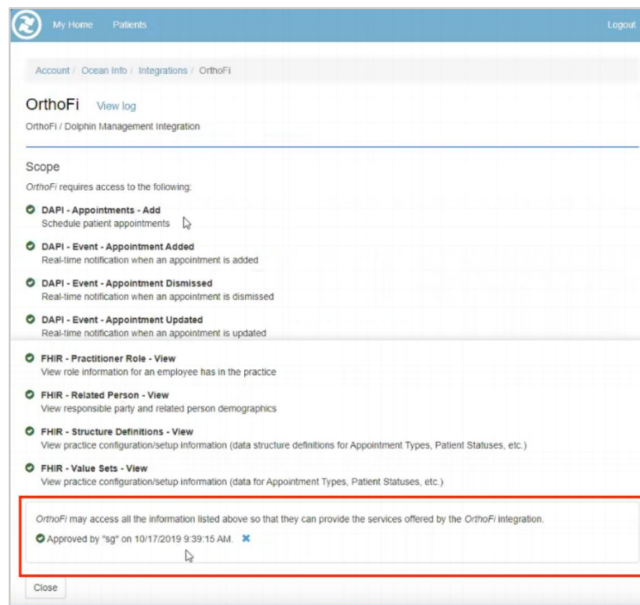 My Home Patients Logout
Account / Ocean Info / Integrations / OrthoFi
OrthoFi View log
OrthoFi / Dolphin Management Integration
Scope
OrthoFi requires access to the following:
DAPI - Appointments - Add
Schedule patient appointments
DAPI - Event - Appointment Added
Real-time notification when an appointment is added
DAPI - Event - Appointment Dismissed
Real-time notification when an appointment is dismissed
DAPI - Event - Appointment Updated
Real-time notification when an appointment is updated
FHIR - Practitioner Role - View
View role information for an employee has in the practice
FHIR - Related Person - View
View responsible party and related person demographics
FHIR - Structure Definitions - View
View practice configuration/setup information (data structure definitions for Appointment Types, Patient Statuses, etc.)
FHIR - Value Sets - View
View practice configuration/setup information (data for Appointment Types, Patient Statuses, etc.)
OrthoFi may access all the information listed above so that they can provide the services offered by the OrthoFi integration.
Approved by "sg" on 10/17/2019 9:39:15 AM.
Close